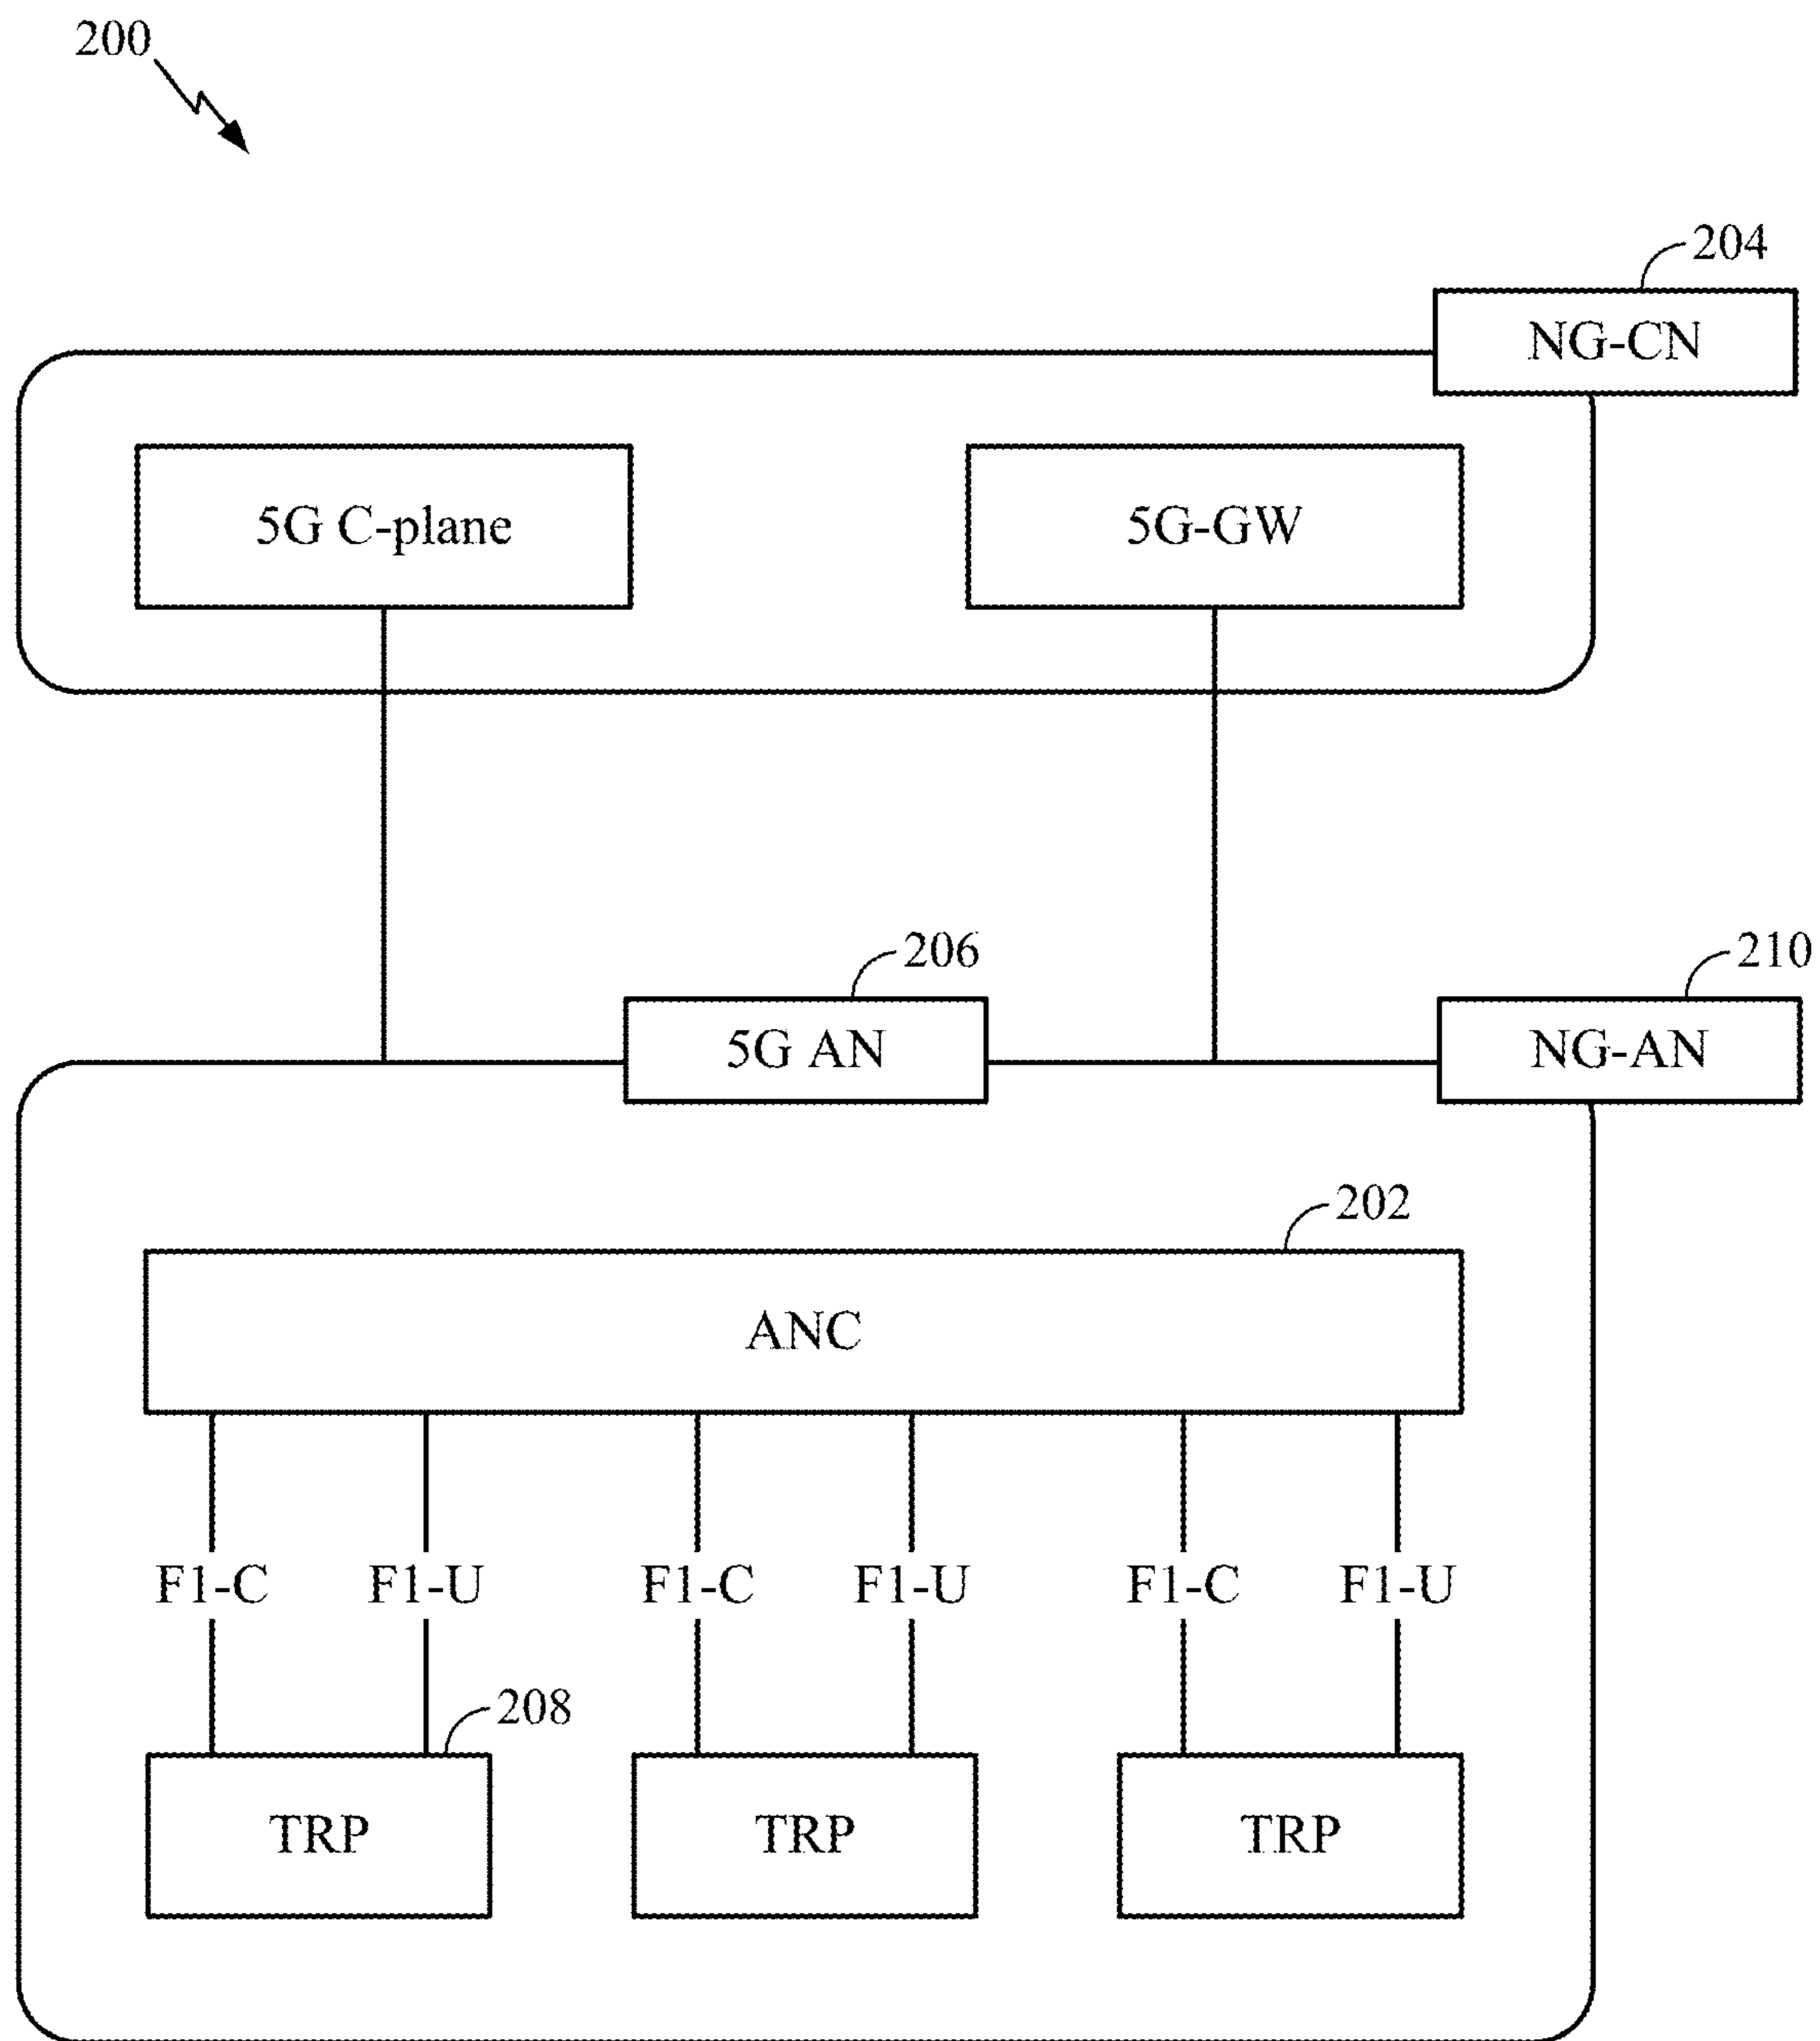 200
204
NG-CN
5G C-plane
5G-GW
206
210
5G AN
NG-AN
202
ANC
F1-C
F1-U
F1-C
F1-U
F1-C
F1-U
208
TRP
TRP
TRP